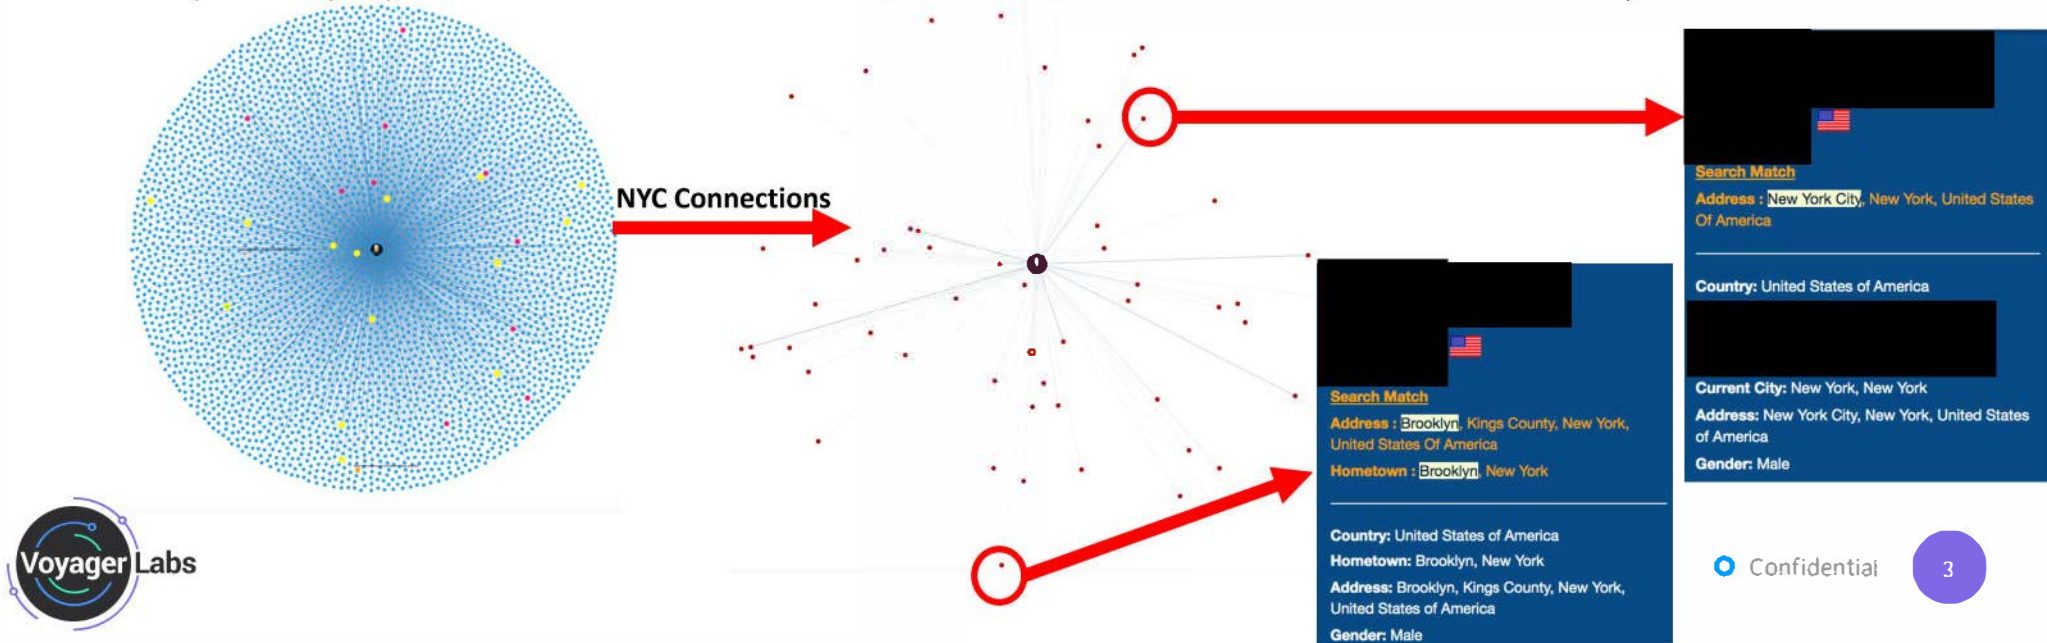 NYC Connections
Search Match
Address : New York City, New York, United States
Of America
Country: United States of America
Current City: New York, New York
Address: New York City, New York, United States
of America
Gender: Male
Search Match
Address : Brooklyn, Kings County, New York,
United States Of America
Hometown : Brooklyn, New York
Country: United States of America
Hometown: Brooklyn, New York
Address: Brooklyn, Kings County, New York,
United States of America
Gender: Male
Voyager Labs
Confidential
3